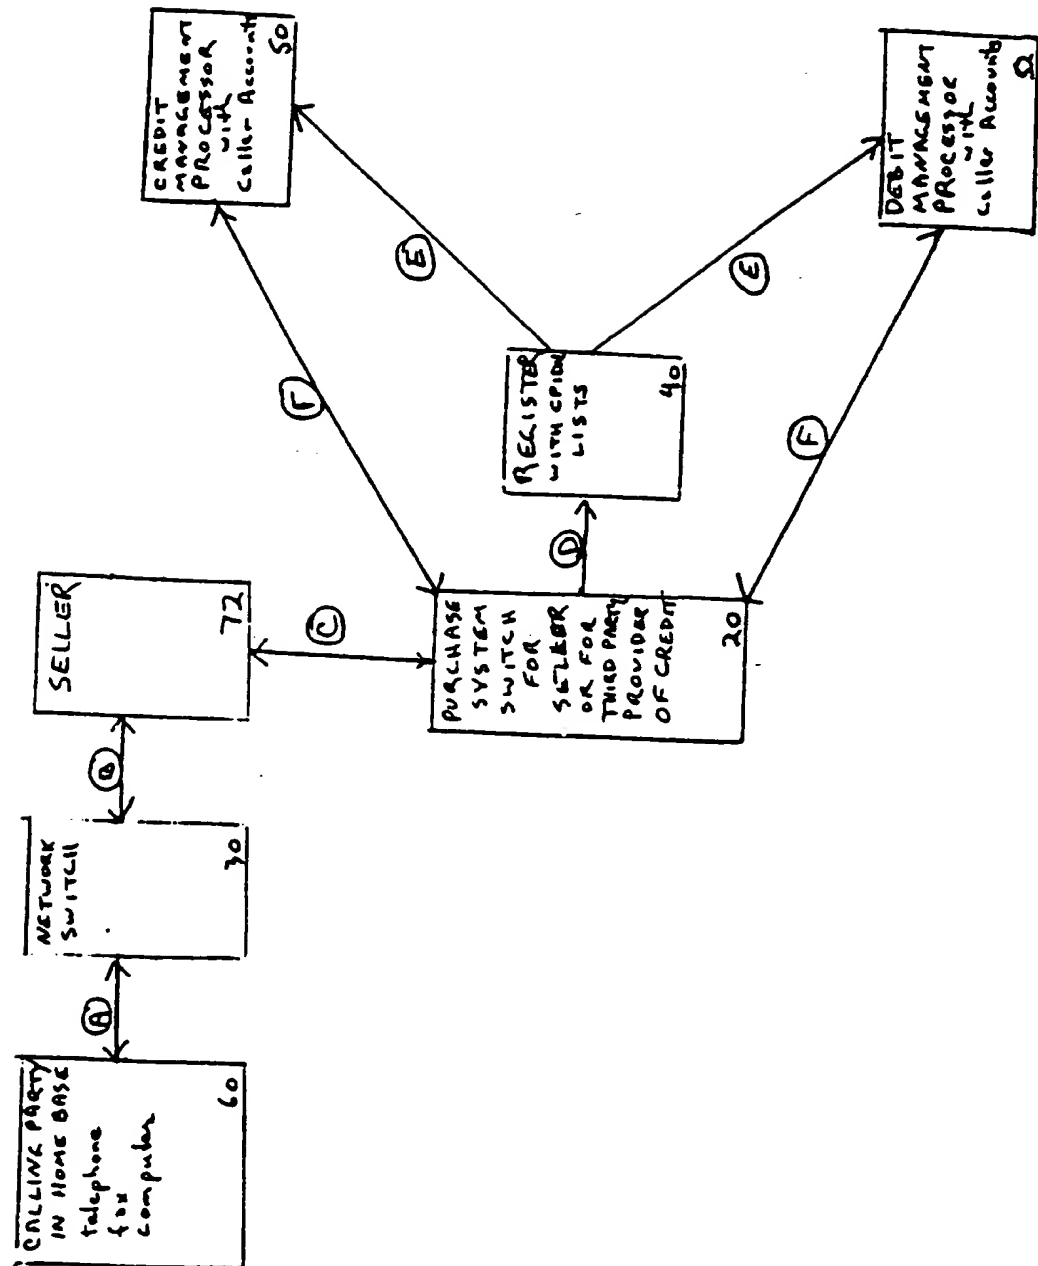 CALLING PARTY
IN HOME BASE
telephone
fax
computer
60
A
NETWORK
SWITCH
30
B
SELLER
72
C
PURCHASE
SYSTEM
SWITCH
FOR
SELLER
OR FOR
THIRD PARTY
PROVIDER
OF CREDIT
20
D
REGISTER
WITH CPIDN
LISTS
40
F
E
CREDIT
MANAGEMENT
PROCESSOR
with
Caller Accounts
50
F
E
DEBIT
MANAGEMENT
PROCESSOR
with
Caller Accounts